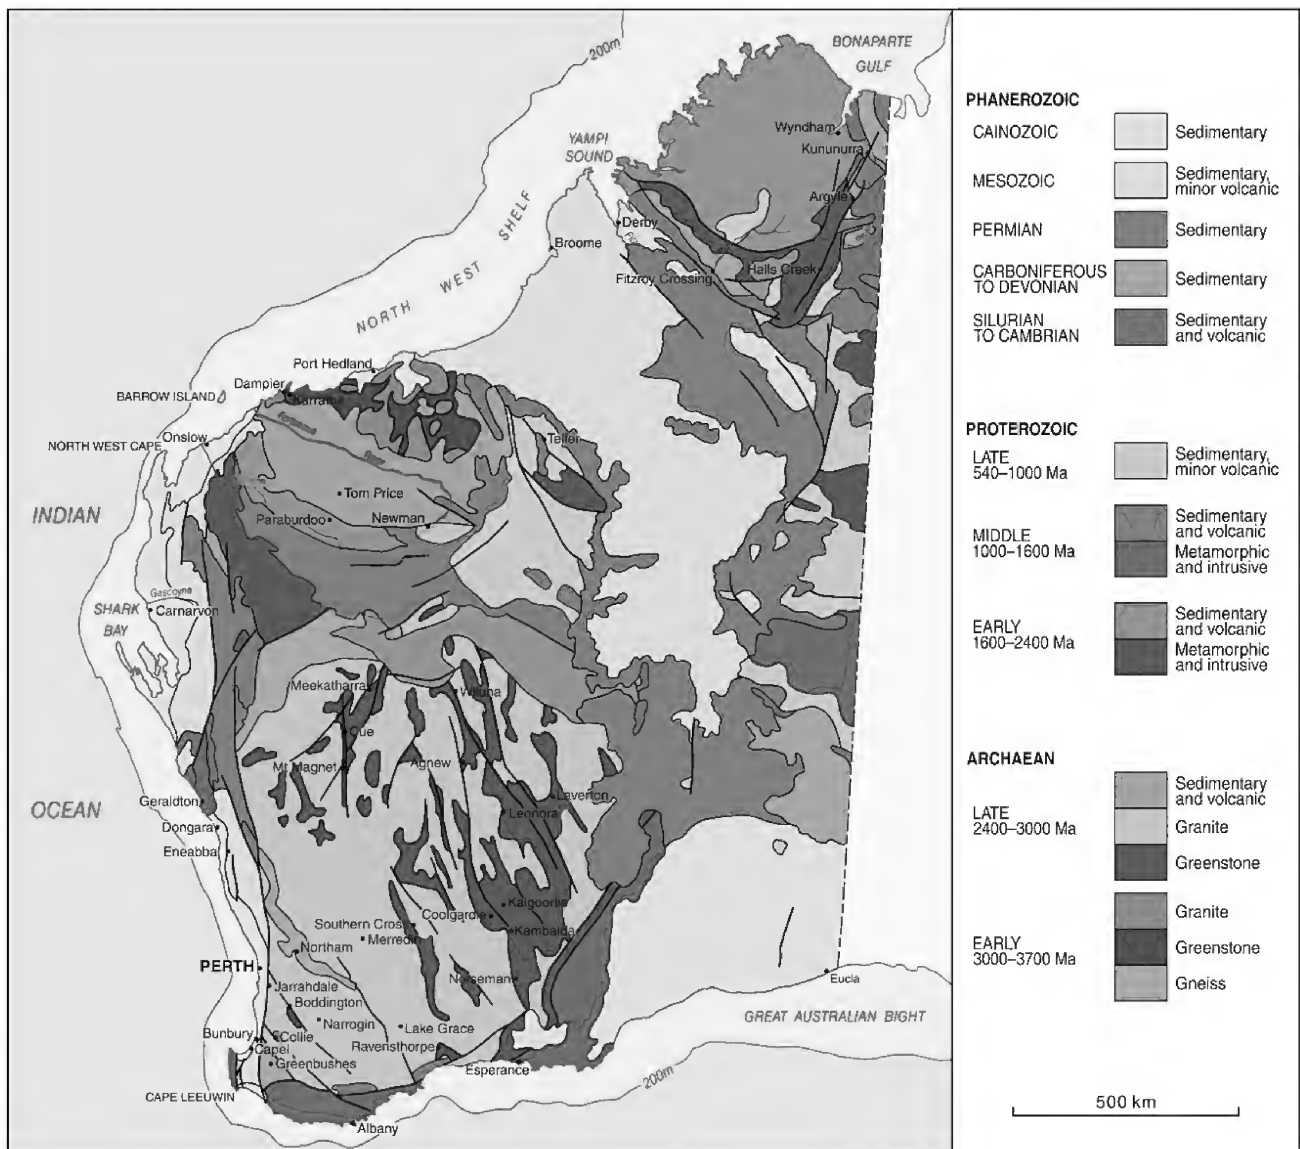 200m
BONAPARTE
GULF
YAMPI
SOUND
Wyndham
Kununurra
Argyle
Derby
Broome
Fitzroy Crossing
Halls Creek
NORTH WEST SHELF
Port Hedland
Dampier
BARROW ISLAND
Onslow
NORTH WEST CAPE
Telfer
Tom Price
Paraburdoo
Newman
INDIAN
Gascoyne
SHARK
BAY
Carnarvon
Meekatharra
Wiluna
Cue
Mt Magnet
Agnew
Laverton
Leonora
Geraldton
OCEAN
Dongara
Eneabba
Kalgoorlie
Coolgardie
Southern Cross
Kambalda
Merredin
Northam
PERTH
Norseman
Eucla
Jarrahdale
Boddington
Narrogin
Lake Grace
GREAT AUSTRALIAN BIGHT
Bunbury
Collie
Capel
Ravensthorpe
Greenbushes
Esperance
200m
CAPE LEEUWIN
Albany
PHANEROZOIC
CAINOZOIC
Sedimentary
MESOZOIC
Sedimentary,
minor volcanic
PERMIAN
Sedimentary
CARBONIFEROUS
TO DEVONIAN
Sedimentary
SILURIAN
TO CAMBRIAN
Sedimentary
and volcanic
PROTEROZOIC
LATE
540–1000 Ma
Sedimentary,
minor volcanic
MIDDLE
1000–1600 Ma
Sedimentary
and volcanic
Metamorphic
and intrusive
EARLY
1600–2400 Ma
Sedimentary
and volcanic
Metamorphic
and intrusive
ARCHAEAN
LATE
2400–3000 Ma
Sedimentary
and volcanic
Granite
Greenstone
EARLY
3000–3700 Ma
Granite
Greenstone
Gneiss
500 km